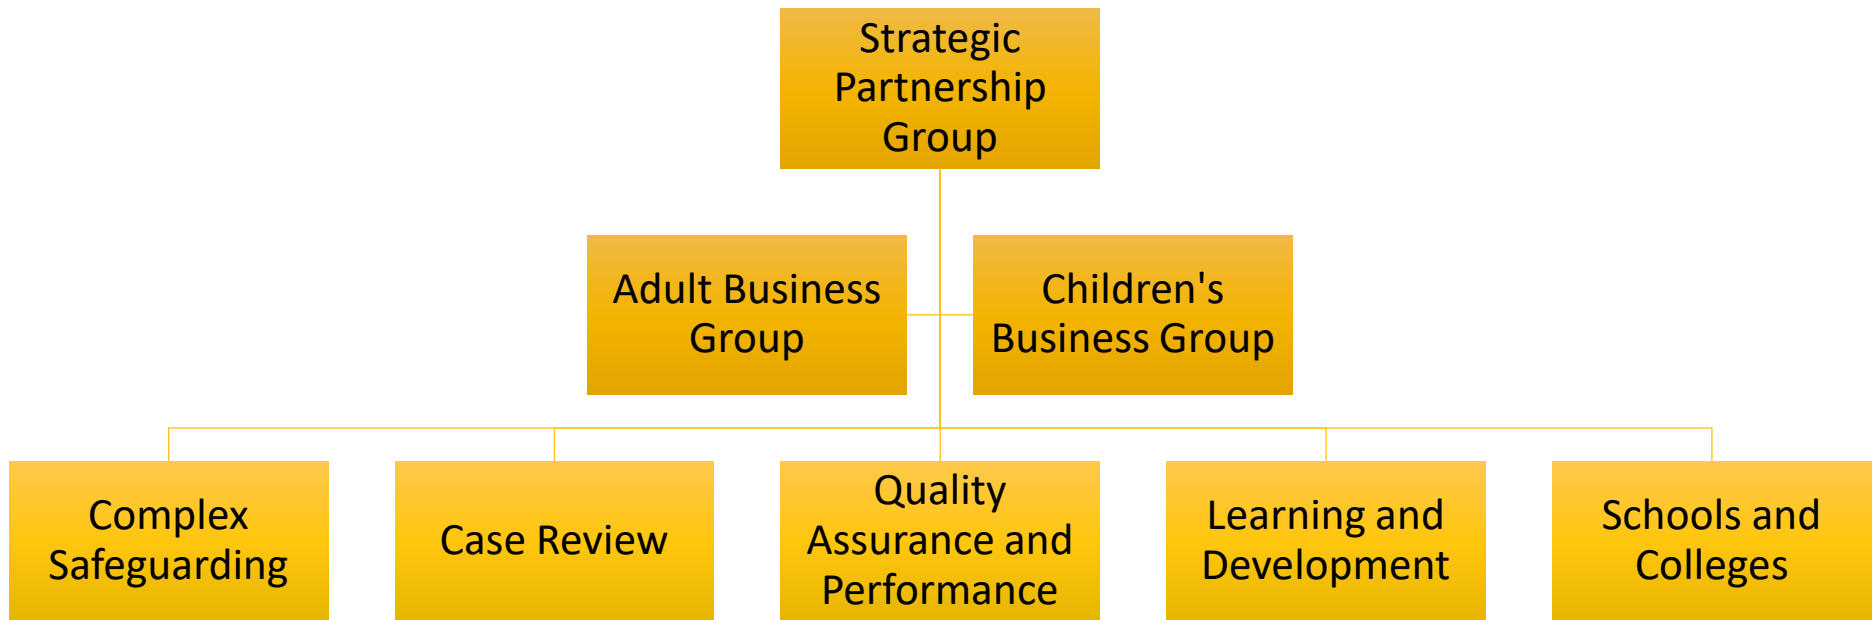 Strategic
Partnership
Group
Adult Business
Group
Children's
Business Group
Complex
Safeguarding
Case Review
Quality
Assurance and
Performance
Learning and
Development
Schools and
Colleges